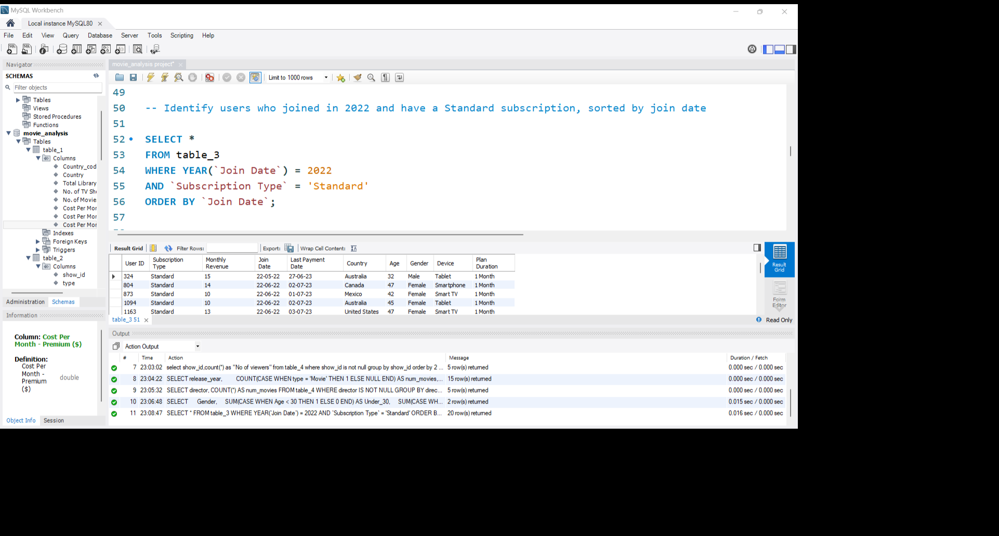 MySQL Workbench
Local instance MySQL80
File Edit View Query Database Server Tools Scripting Help
Navigator
SCHEMAS
Filter objects
Tables
Views
Stored Procedures
Functions
movie_analysis
Tables
table_1
Columns
Country_cod
Country
Total Library
No. of TV Sh
No. of Movie
Cost Per Mor
Cost Per Mor
Cost Per Mor
Indexes
Foreign Keys
Triggers
table_2
Columns
show_id
type
Administration Schemas
Information
Column: Cost Per
Month - Premium ($)
Definition:
Cost Per
Month -
Premium
($)
double
Object Info Session
movie_analysis project*
Limit to 1000 rows
49
50 -- Identify users who joined in 2022 and have a Standard subscription, sorted by join date
51
52 SELECT *
53 FROM table_3
54 WHERE YEAR(`Join Date`) = 2022
55 AND `Subscription Type` = 'Standard'
56 ORDER BY `Join Date`;
57
Result Grid Filter Rows: Export: Wrap Cell Content:
User ID Subscription Type Monthly Revenue Join Date Last Payment Date Country Age Gender Device Plan Duration
324 Standard 15 22-05-22 27-06-23 Australia 32 Male Tablet 1 Month
804 Standard 14 22-06-22 02-07-23 Canada 47 Female Smartphone 1 Month
873 Standard 10 22-06-22 01-07-23 Mexico 42 Female Smart TV 1 Month
1094 Standard 10 22-06-22 02-07-23 Australia 45 Female Tablet 1 Month
1163 Standard 13 22-06-22 03-07-23 United States 47 Female Smart TV 1 Month
Result
Grid
Form
Editor
table_3 51
Read Only
Output
Action Output
# Time Action Message Duration / Fetch
7 23:03:02 select show_id,count(*) as "No of viewers" from table_4 where show_id is not null group by show_id order by 2 ... 5 row(s) returned 0.000 sec / 0.000 sec
8 23:04:22 SELECT release_year, COUNT(CASE WHEN type = 'Movie' THEN 1 ELSE NULL END) AS num_movies,... 15 row(s) returned 0.000 sec / 0.000 sec
9 23:05:32 SELECT director, COUNT(*) AS num_movies FROM table_4 WHERE director IS NOT NULL GROUP BY direc... 5 row(s) returned 0.000 sec / 0.000 sec
10 23:06:48 SELECT Gender, SUM(CASE WHEN Age < 30 THEN 1 ELSE 0 END) AS Under_30, SUM(CASE WH... 2 row(s) returned 0.015 sec / 0.000 sec
11 23:08:47 SELECT * FROM table_3 WHERE YEAR(`Join Date`) = 2022 AND `Subscription Type` = 'Standard' ORDER B... 20 row(s) returned 0.016 sec / 0.000 sec